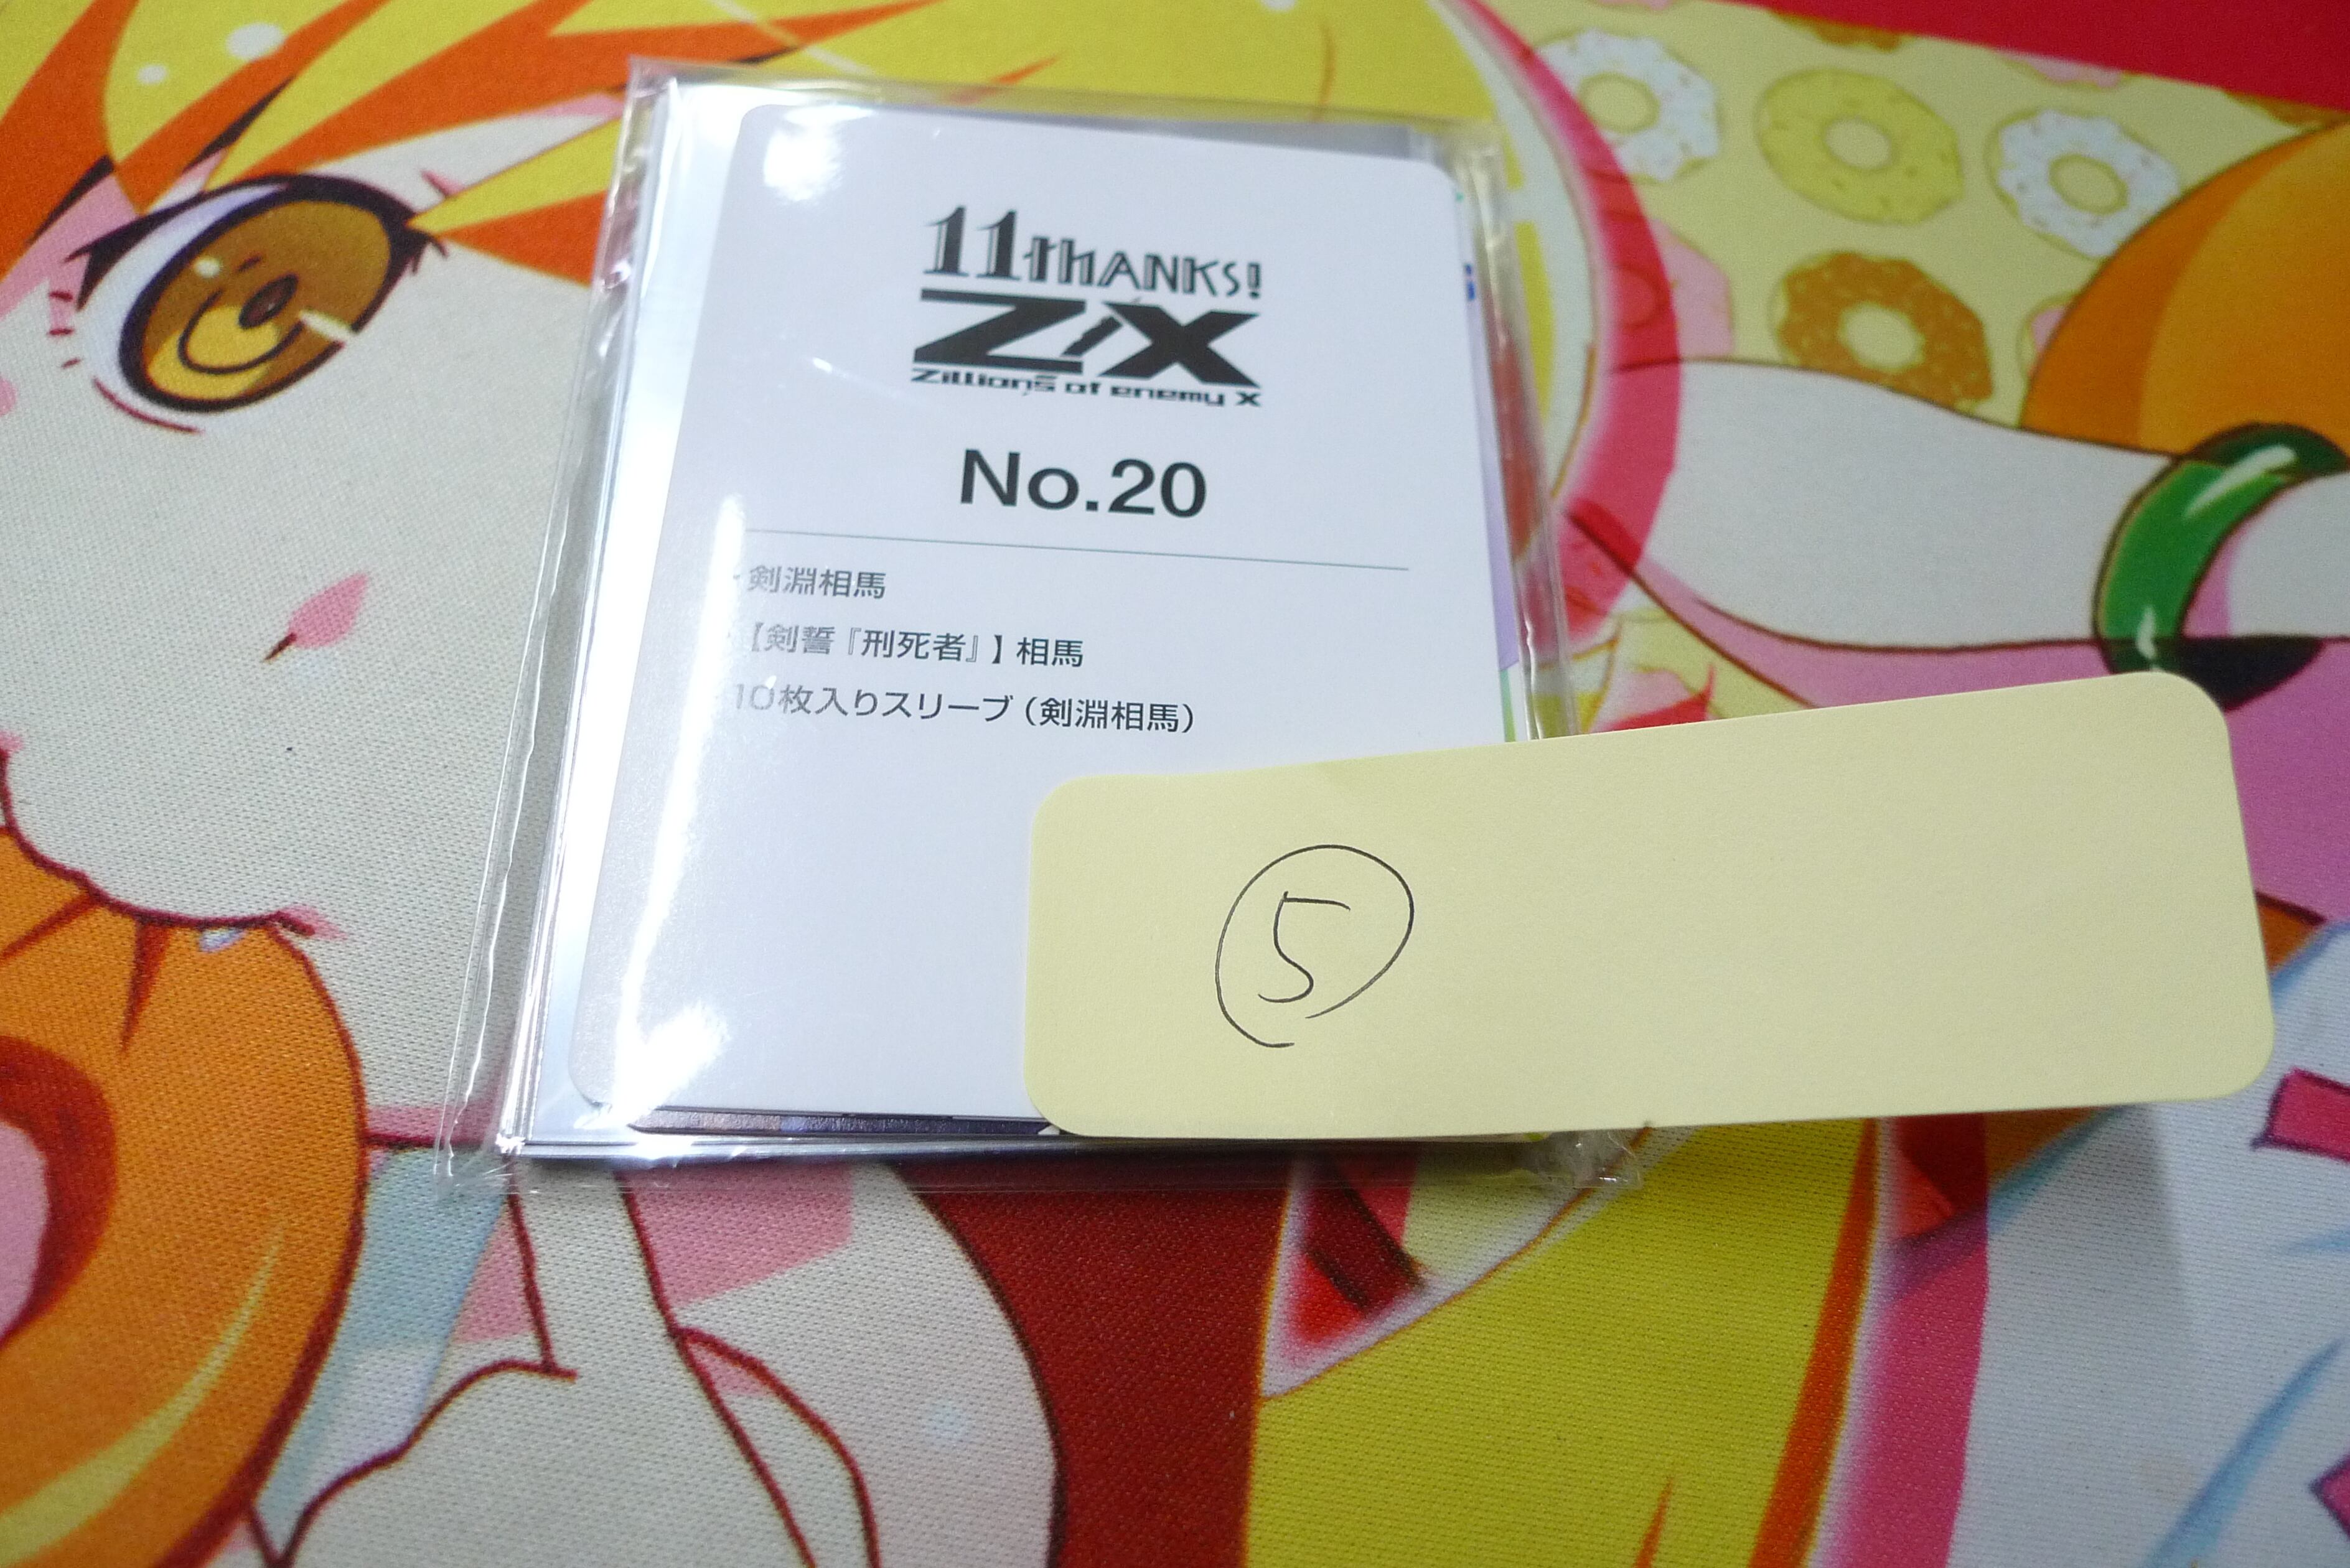 11thANKS!
Z/X
Zillions of enemy X
No.20
・剣淵相馬
・【剣誓『刑死者』】相馬
・10枚入りスリーブ（剣淵相馬）
⑤